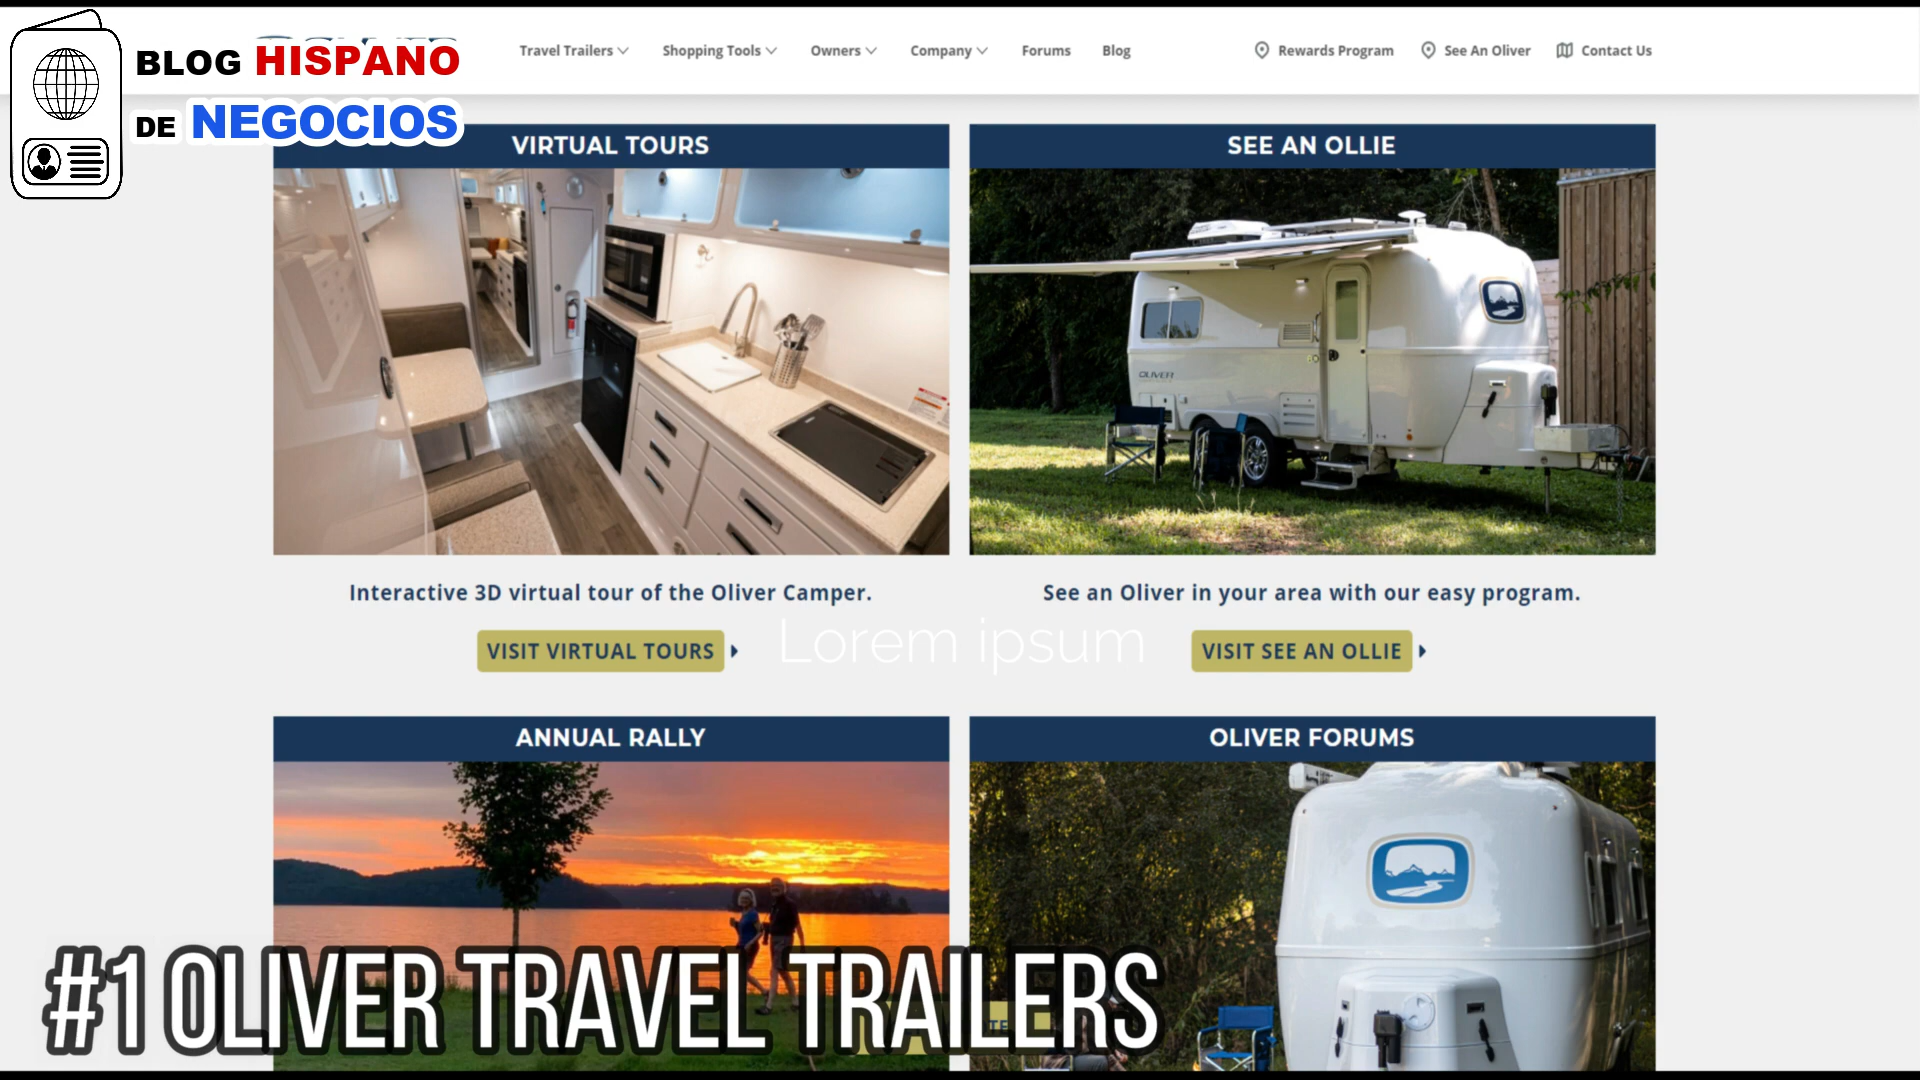 BLOG HISPANO
DE NEGOCIOS
Travel Trailers Shopping Tools Owners Company Forums Blog Rewards Program See An Oliver Contact Us
VIRTUAL TOURS
SEE AN OLLIE
OLIVER
Interactive 3D virtual tour of the Oliver Camper.
See an Oliver in your area with our easy program.
Lorem ipsum
VISIT VIRTUAL TOURS
VISIT SEE AN OLLIE
ANNUAL RALLY
OLIVER FORUMS
#1 OLIVER TRAVEL TRAILERS